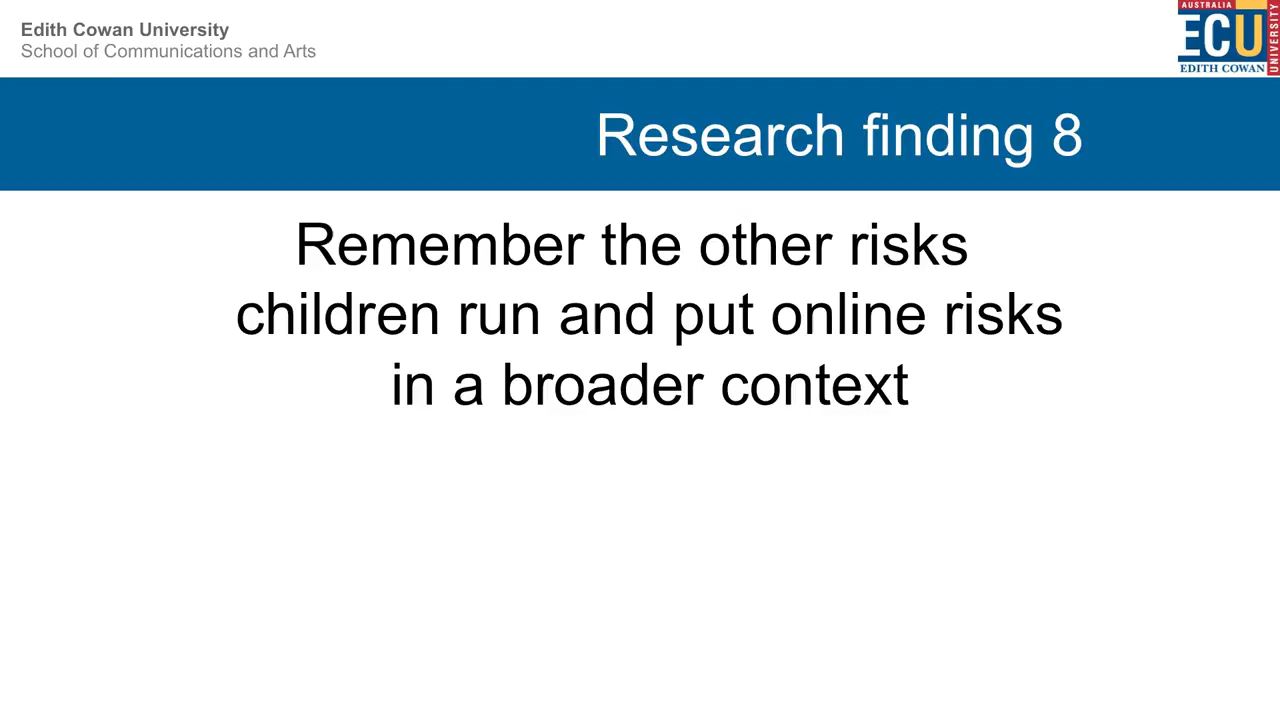 Edith Cowan University
School of Communications and Arts
AUSTRALIA
ECU
EDITH COWAN
UNIVERSITY
Research finding 8
Remember the other risks
children run and put online risks
in a broader context